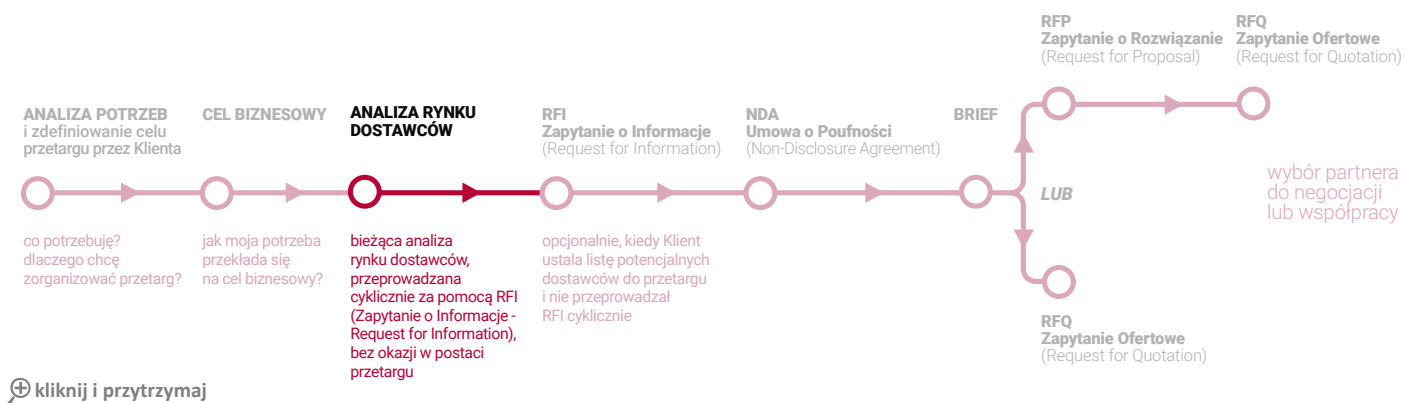 ANALIZA POTRZEB
i zdefiniowanie celu
przetargu przez Klienta
co potrzebuję?
dlaczego chcę
zorganizować przetarg?
CEL BIZNESOWY
jak moja potrzeba
przekłada się
na cel biznesowy?
ANALIZA RYNKU
DOSTAWCÓW
bieżąca analiza
rynku dostawców,
przeprowadzana
cyklicznie za pomocą RFI
(Zapytanie o Informacje -
Request for Information),
bez okazji w postaci
przetargu
RFI
Zapytanie o Informacje
(Request for Information)
opcjonalnie, kiedy Klient
ustala listę potencjalnych
dostawców do przetargu
i nie przeprowadzał
RFI cyklicznie
NDA
Umowa o Poufności
(Non-Disclosure Agreement)
BRIEF
RFP
Zapytanie o Rozwiązanie
(Request for Proposal)
RFQ
Zapytanie Ofertowe
(Request for Quotation)
LUB
RFQ
Zapytanie Ofertowe
(Request for Quotation)
wybór partnera
do negocjacji
lub współpracy
kliknij i przytrzymaj